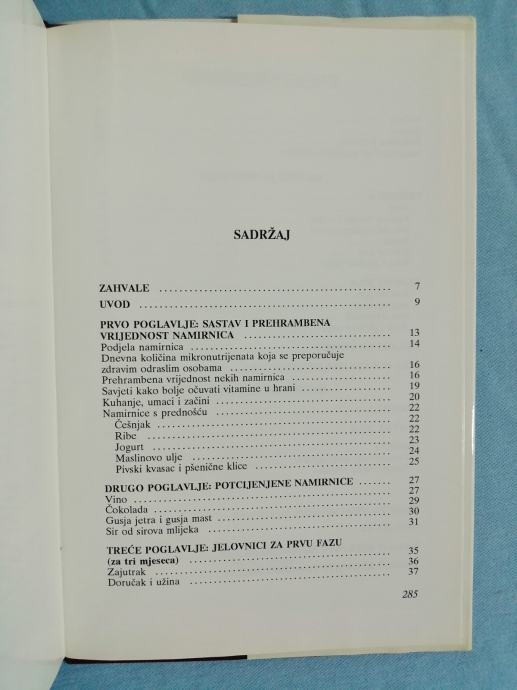 SADRŽAJ
ZAHVALE 7
UVOD 9
PRVO POGLAVLJE: SASTAV I PREHRAMBENA
VRIJEDNOST NAMIRNICA 13
Podjela namirnica 14
Dnevna količina mikronutrijenata koja se preporučuje
zdravim odraslim osobama 16
Prehrambena vrijednost nekih namirnica 16
Savjeti kako bolje očuvati vitamine u hrani 19
Kuhanje, umaci i začini 20
Namirnice s prednošću 22
Češnjak 22
Ribe 22
Jogurt 23
Maslinovo ulje 24
Pivski kvasac i pšenične klice 25
DRUGO POGLAVLJE: POTCIJENJENE NAMIRNICE 27
Vino 27
Čokolada 29
Gusja jetra i gusja mast 30
Sir od sirova mlijeka 31
TREĆE POGLAVLJE: JELOVNICI ZA PRVU FAZU
(za tri mjeseca) 35
Zajutrak 36
Doručak i užina 37
285